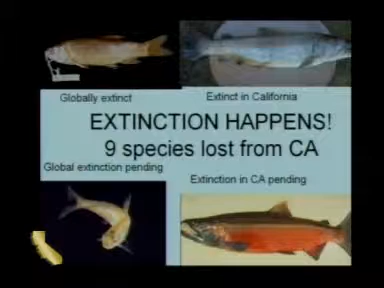 Globally extinct
Extinct in California
EXTINCTION HAPPENS!
9 species lost from CA
Global extinction pending
Extinction in CA pending